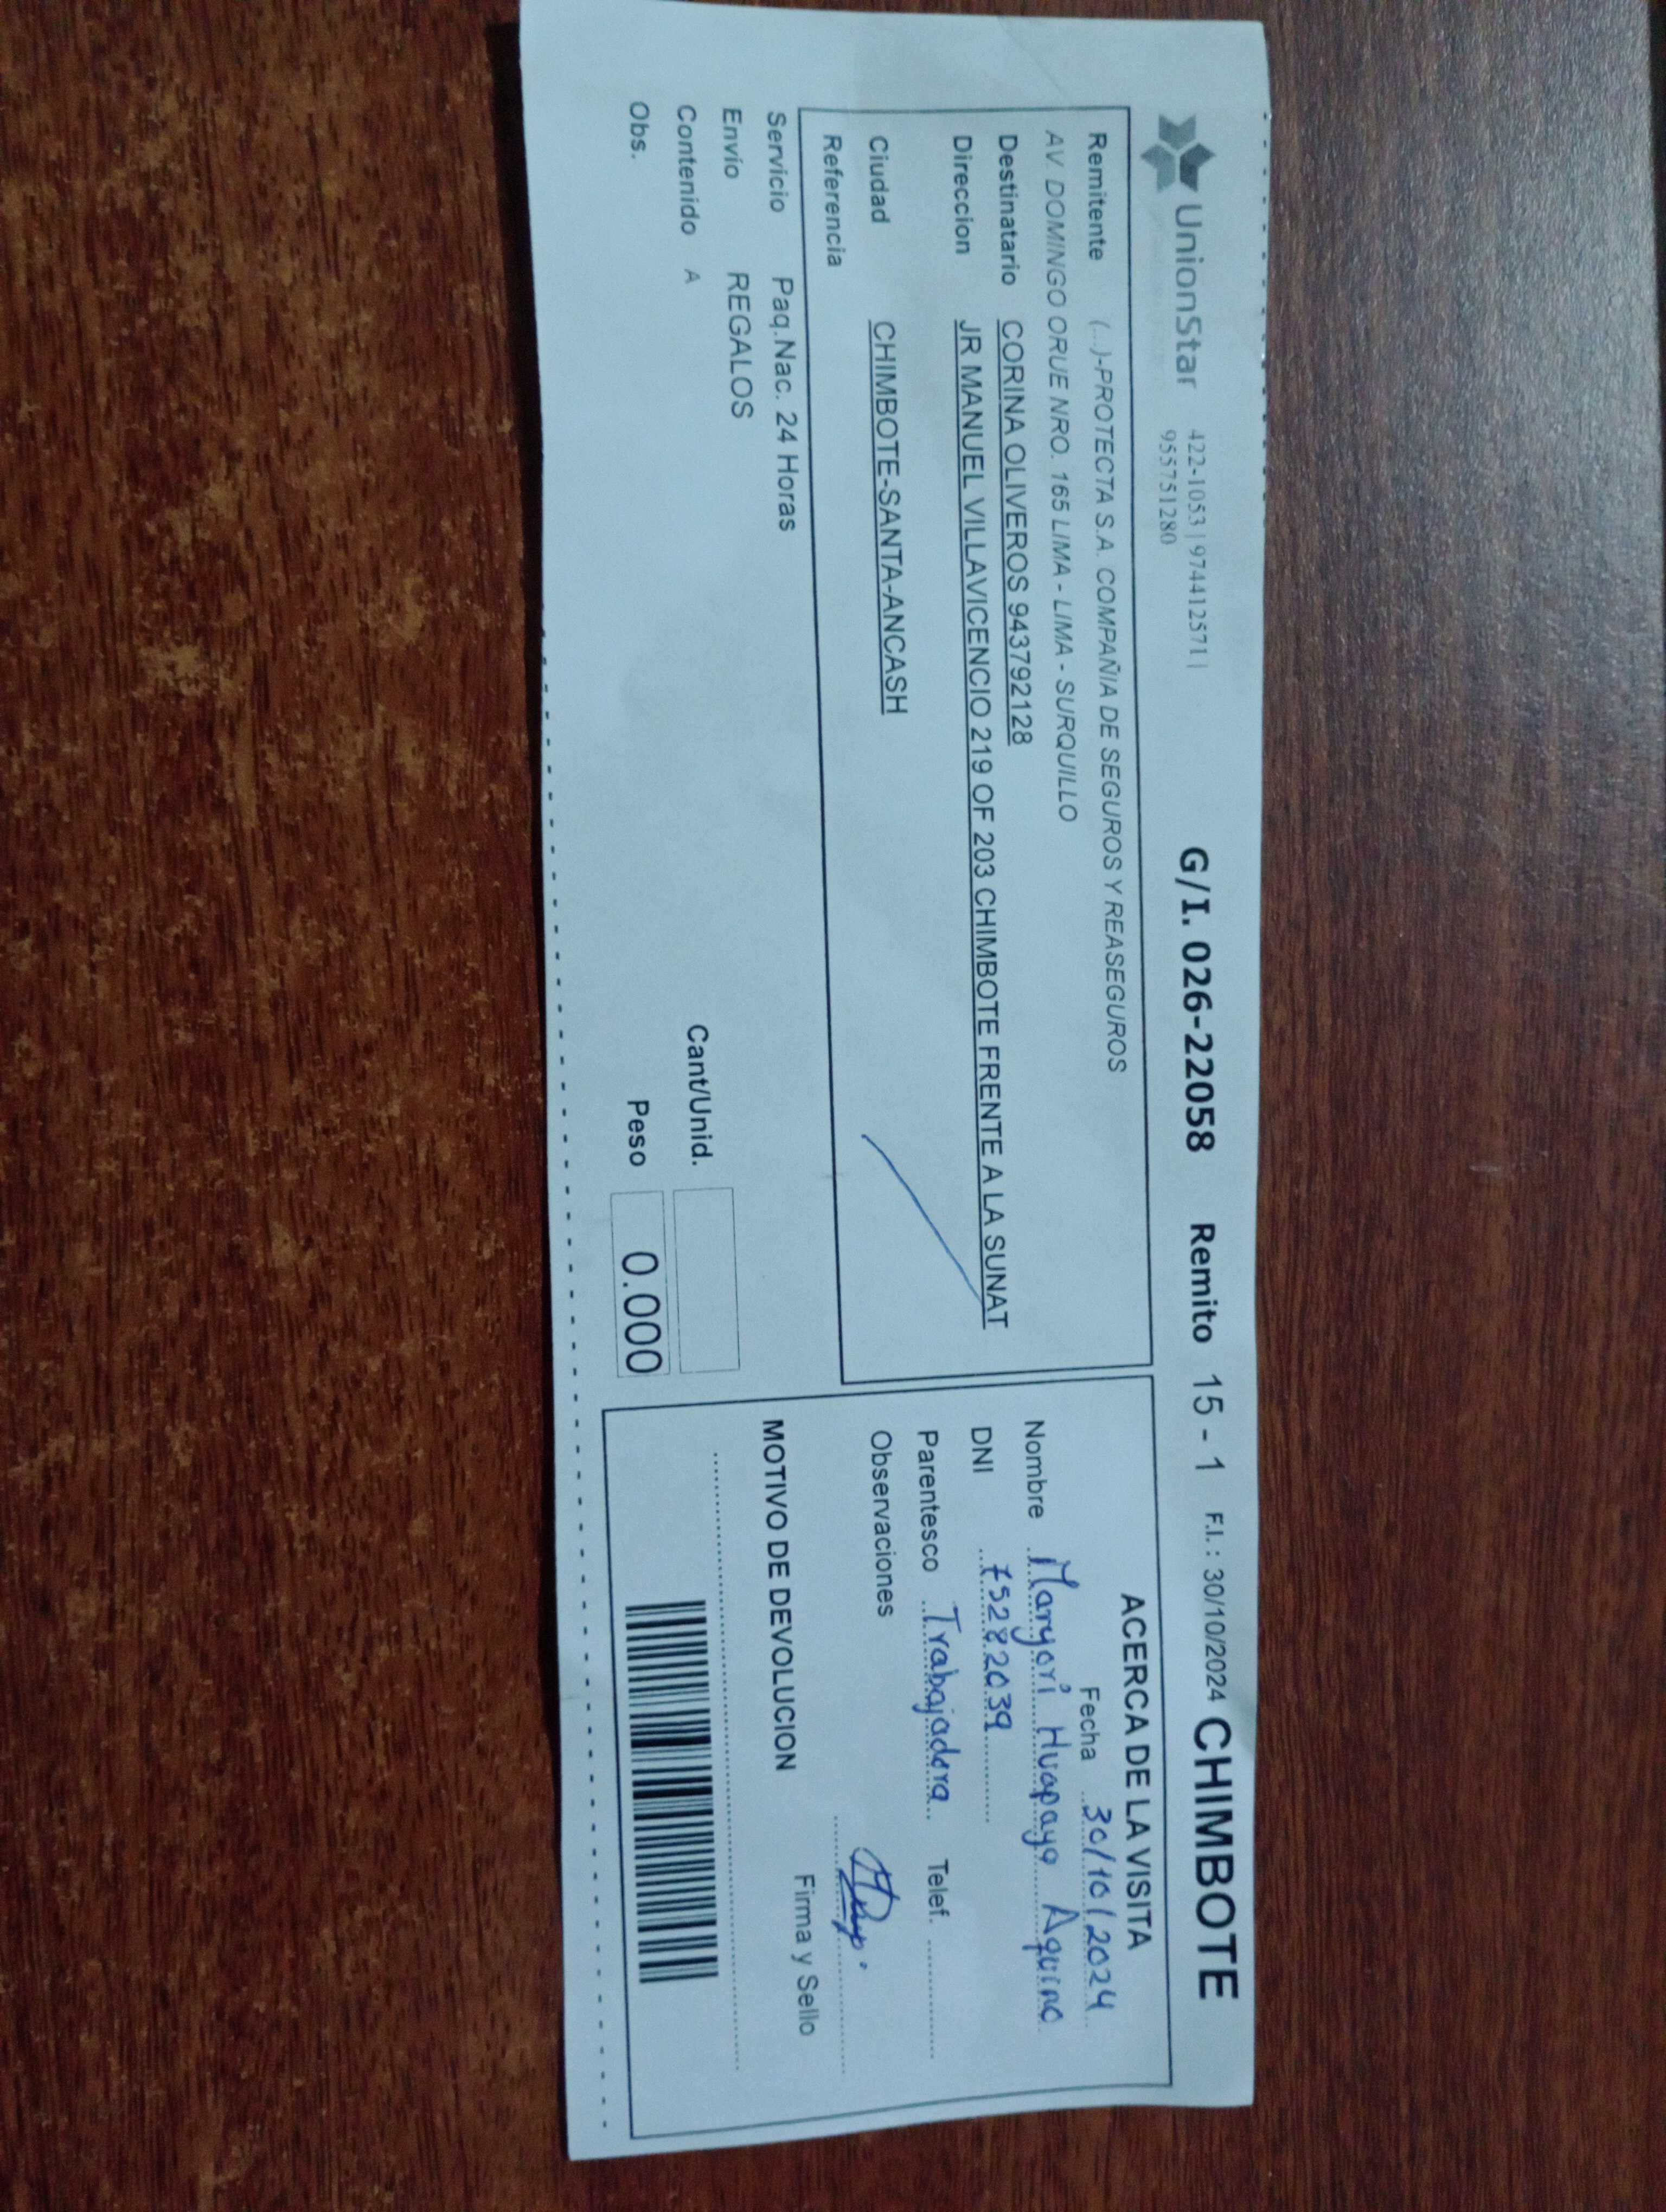 UnionStar 422-1053 | 974412571 | G/I. 026-22058 Remito 15 - 1 F.I. : 30/10/2024 CHIMBOTE
955751280
Remitente (...)-PROTECTA S.A. COMPAÑIA DE SEGUROS Y REASEGUROS
AV. DOMINGO ORUE NRO. 165 LIMA - LIMA - SURQUILLO
Destinatario CORINA OLIVEROS 943792128
Direccion JR MANUEL VILLAVICENCIO 219 OF 203 CHIMBOTE FRENTE A LA SUNAT
Ciudad CHIMBOTE-SANTA-ANCASH
Referencia
Servicio Paq.Nac. 24 Horas
Envio REGALOS
Contenido A
Obs.
Cant/Unid.
Peso 0.000
ACERCA DE LA VISITA
Fecha 30/10/2024
Nombre Maryori Huapaya Aquino
DNI 75282039
Parentesco Trabajadora Telef.
Observaciones
Firma y Sello
MOTIVO DE DEVOLUCION